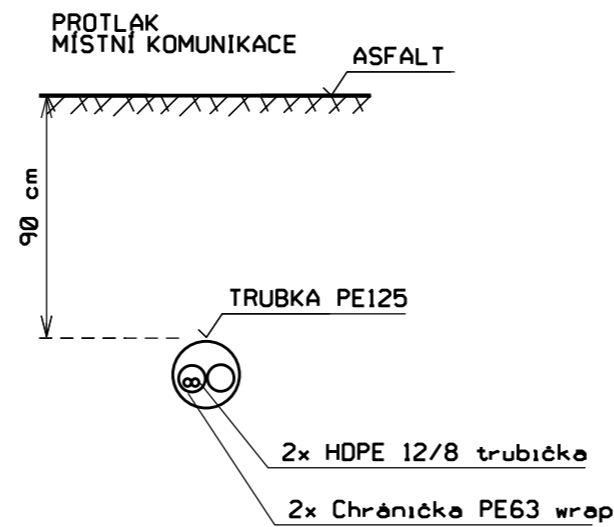 PROTLAK
MÍSTNÍ KOMUNIKACE
ASFALT
90 cm
TRUBKA PE125
2x HDPE 12/8 trubička
2x Chránička PE63 wrap